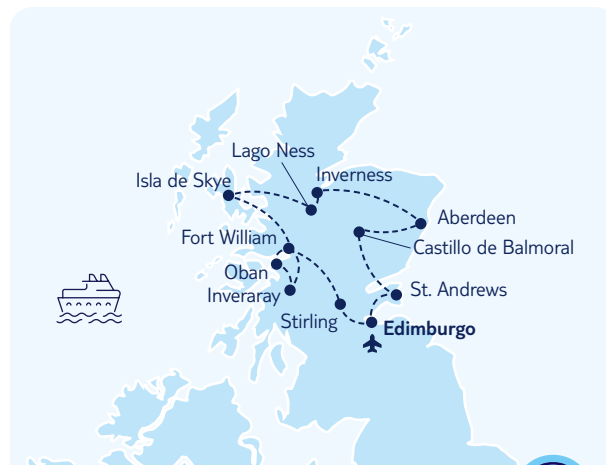 Lago Ness
Isla de Skye
Inverness
Aberdeen
Fort William
Castillo de Balmoral
Oban
Inveraray
St. Andrews
Stirling
Edimburgo